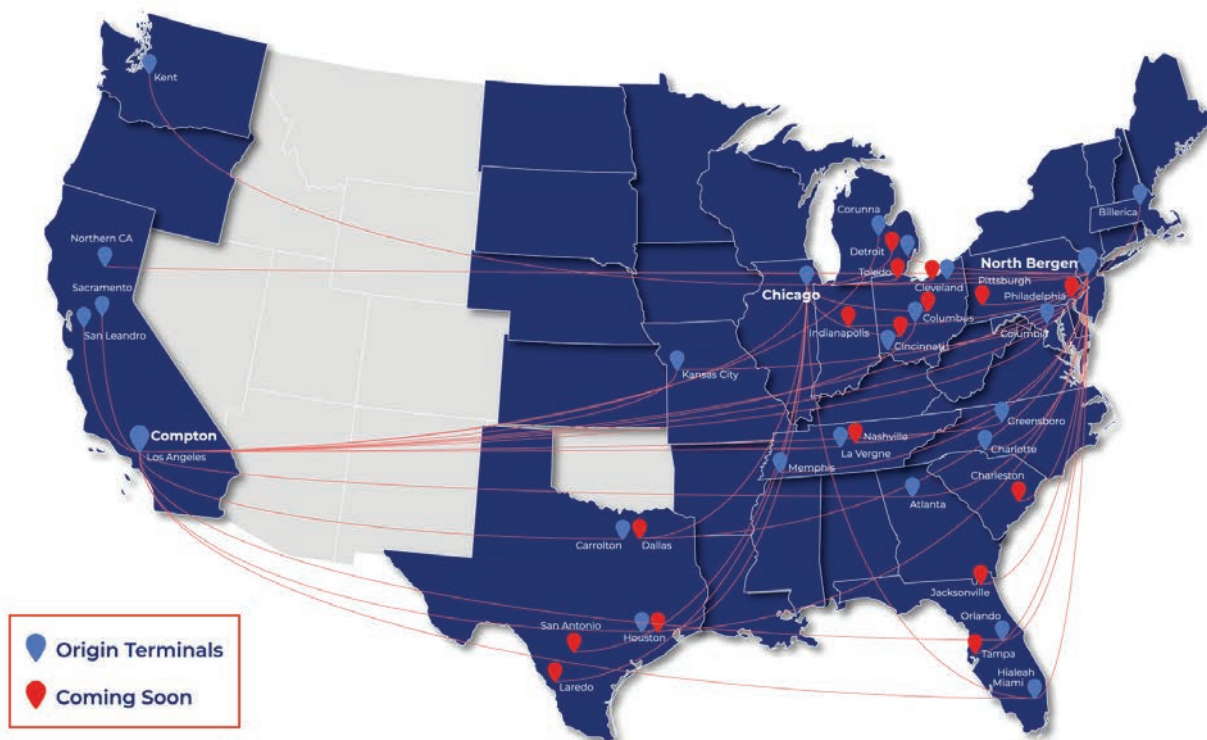 Kent
Northern CA
Sacramento
San Leandro
Compton
Los Angeles
Corunna
Detroit
Toledo
Cleveland
Chicago
Indianapolis
Columbus
Cincinnati
Kansas City
Billerica
North Bergen
Pittsburgh
Philadelphia
Columbia
Nashville
La Vergne
Memphis
Greensboro
Charlotte
Charleston
Atlanta
Carrolton
Dallas
Houston
San Antonio
Laredo
Jacksonville
Orlando
Tampa
Hialeah
Miami
Origin Terminals
Coming Soon